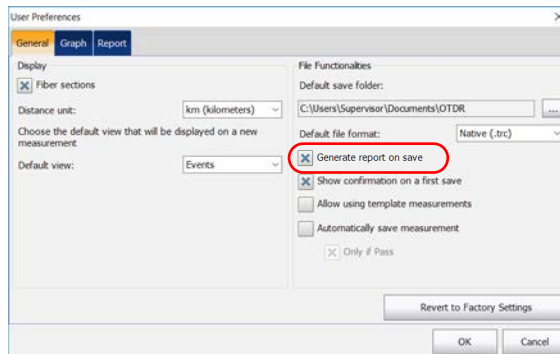 User Preferences
General Graph Report
Display
Fiber sections
Distance unit: km (kilometers)
Choose the default view that will be displayed on a new
measurement
Default view: Events
File Functionalties
Default save folder:
C:\Users\Supervisor\Documents\OTDR ...
Default file format: Native (.trc)
Generate report on save
Show confirmation on a first save
Allow using template measurements
Automatically save measurement
Only if Pass
Revert to Factory Settings
OK Cancel